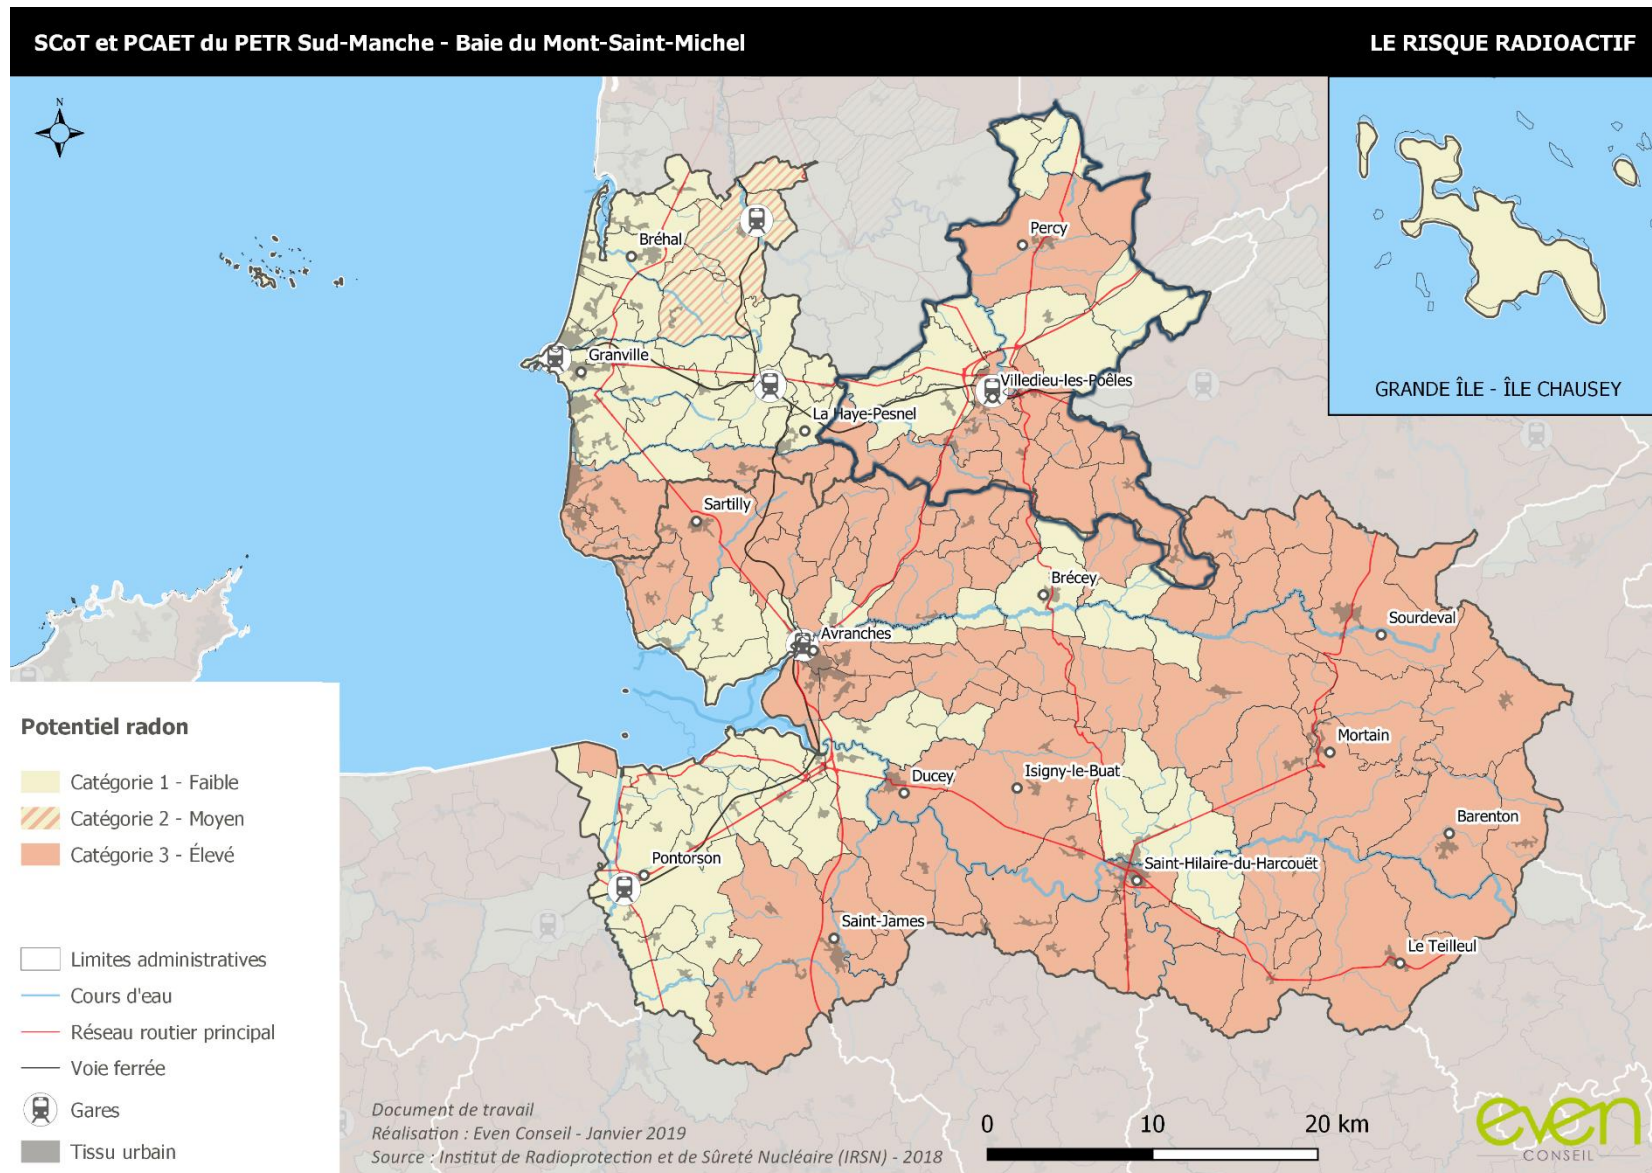 SCoT et PCAET du PETR Sud-Manche - Baie du Mont-Saint-Michel
LE RISQUE RADIOACTIF
N
Percy
Bréhal
Granville
Villedieu-les-Poêles
La Haye-Pesnel
GRANDE ÎLE - ÎLE CHAUSEY
Sartilly
Brécey
Sourdeval
Avranches
Mortain
Ducey
Isigny-le-Buat
Barenton
Pontorson
Saint-Hilaire-du-Harcouët
Saint-James
Le Teilleul
Potentiel radon
Catégorie 1 - Faible
Catégorie 2 - Moyen
Catégorie 3 - Élevé
Limites administratives
Cours d'eau
Réseau routier principal
Voie ferrée
Gares
Tissu urbain
Document de travail
Réalisation : Even Conseil - Janvier 2019
Source : Institut de Radioprotection et de Sûreté Nucléaire (IRSN) - 2018
0 10 20 km
even
CONSEIL